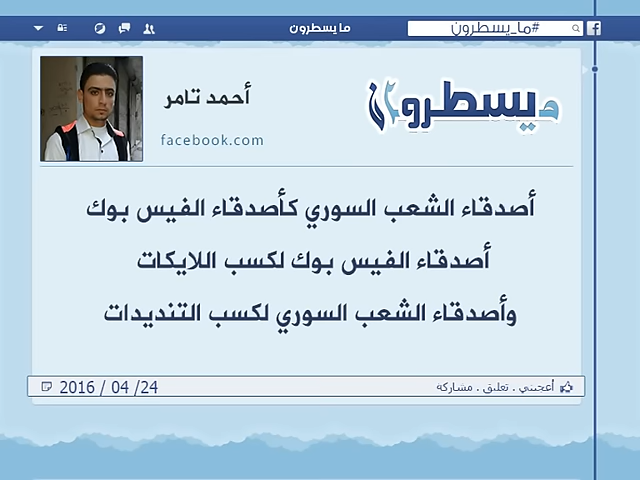 ما يسطرون
#ما_يسطرون
ما يسطرون
أحمد تامر
facebook.com
أصدقاء الشعب السوري كأصدقاء الفيس بوك
أصدقاء الفيس بوك لكسب اللايكات
وأصدقاء الشعب السوري لكسب التنديدات
أعجبني . تعليق . مشاركه
24/ 04 / 2016